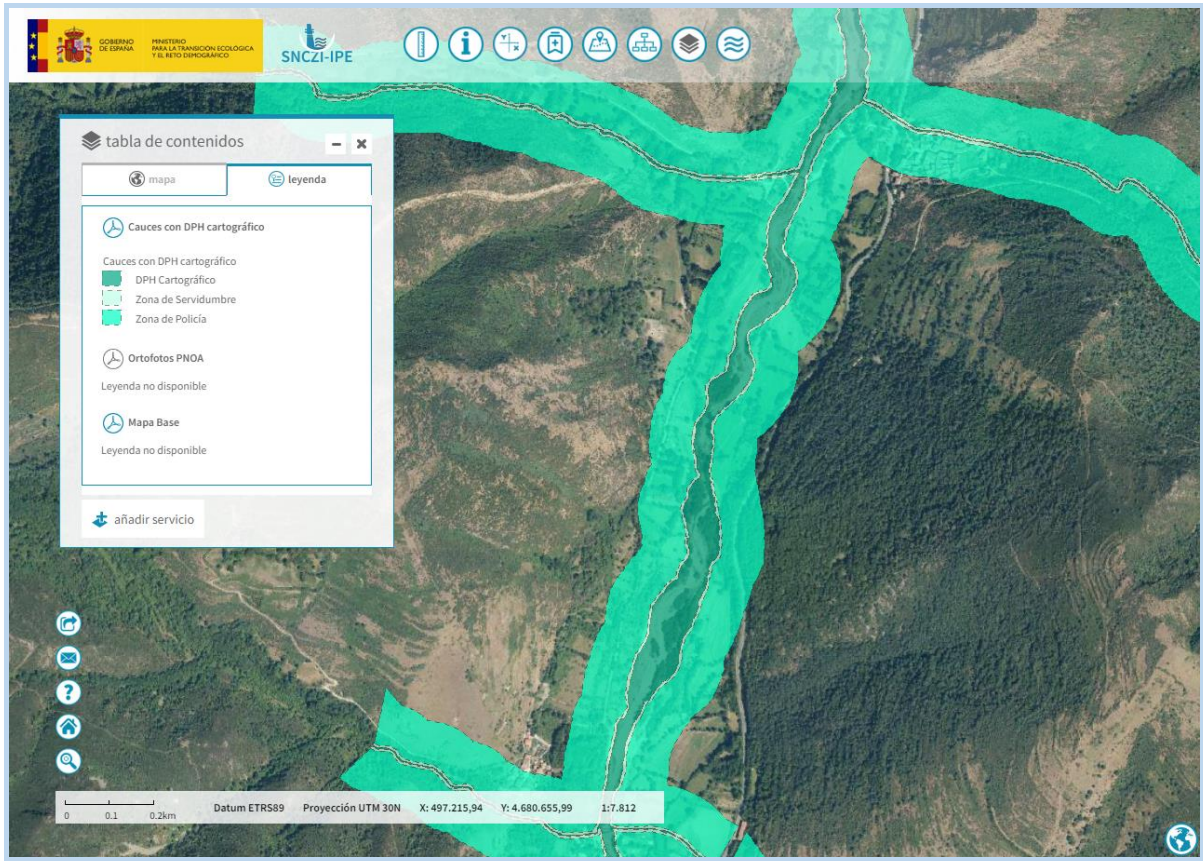 GOBIERNO
DE ESPAÑA
MINISTERIO
PARA LA TRANSICIÓN ECOLÓGICA
Y EL RETO DEMOGRÁFICO
SNCZI-IPE
tabla de contenidos
mapa
leyenda
Cauces con DPH cartográfico
Cauces con DPH cartográfico
DPH Cartográfico
Zona de Servidumbre
Zona de Policía
Ortofotos PNOA
Leyenda no disponible
Mapa Base
Leyenda no disponible
añadir servicio
0 0.1 0.2km
Datum ETRS89 Proyección UTM 30N X: 497.215,94 Y: 4.680.655,99 1:7.812